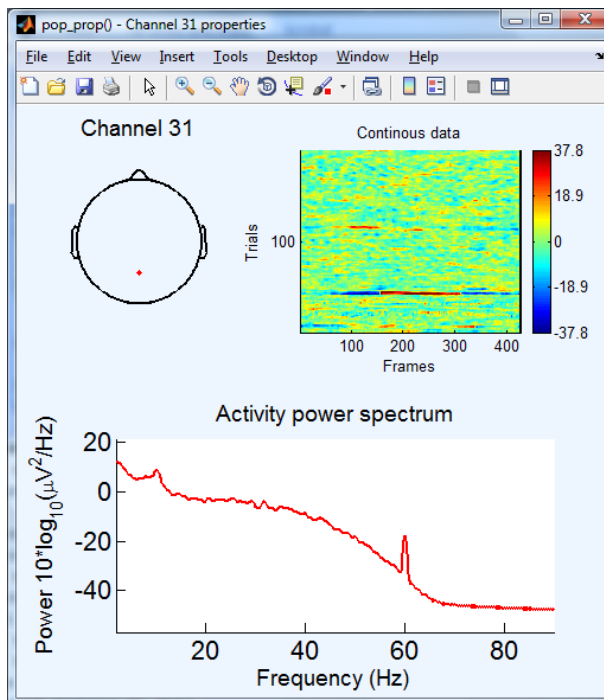 pop_prop() - Channel 31 properties
File Edit View Insert Tools Desktop Window Help
Channel 31
Continous data
37.8
18.9
0
-18.9
-37.8
Trials
100
100 200 300 400
Frames
Activity power spectrum
Power 10*log10(μV2/Hz)
20
0
-20
-40
20 40 60 80
Frequency (Hz)